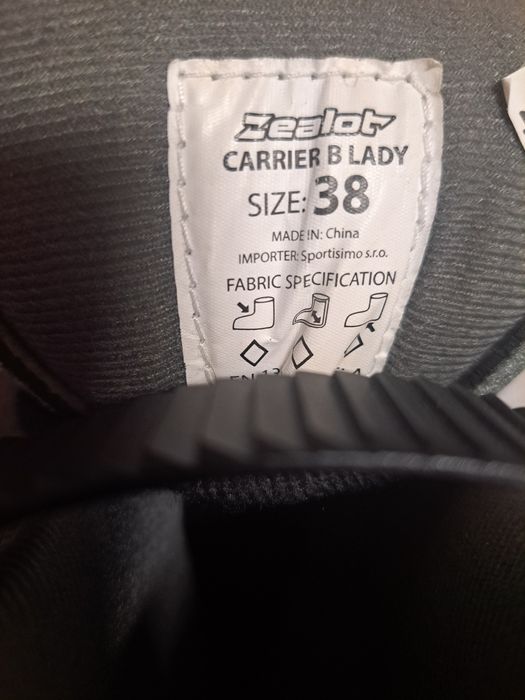 Zealot
CARRIER B LADY
SIZE: 38
MADE IN: China
IMPORTER: Sportisimo s.r.o.
FABRIC SPECIFICATION